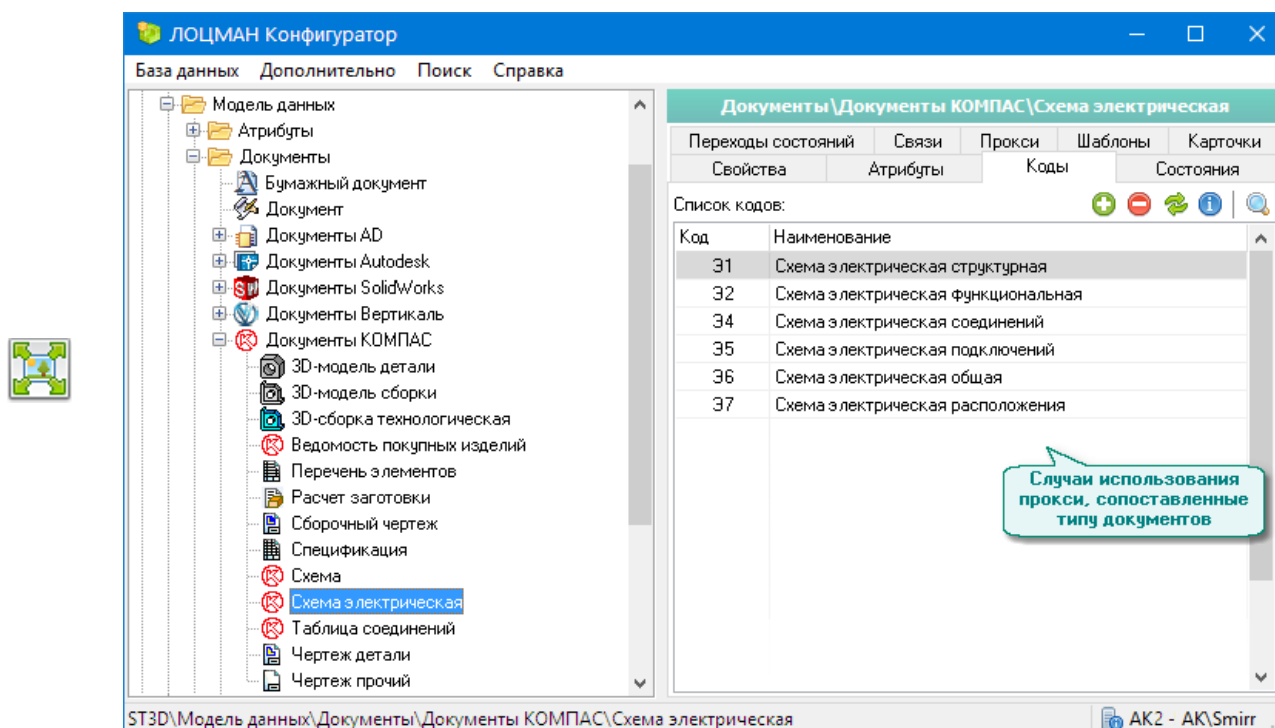 ЛОЦМАН Конфигуратор
База данных Дополнительно Поиск Справка
Модель данных
Атрибуты
Документы
Бумажный документ
Документ
Документы AD
Документы Autodesk
Документы SolidWorks
Документы Вертикаль
Документы КОМПАС
3D-модель детали
3D-модель сборки
3D-сборка технологическая
Ведомость покупных изделий
Перечень элементов
Расчет заготовки
Сборочный чертеж
Спецификация
Схема
Схема электрическая
Таблица соединений
Чертеж детали
Чертеж прочий
Документы\Документы КОМПАС\Схема электрическая
Переходы состояний Связи Прокси Шаблоны Карточки
Свойства Атрибуты Коды Состояния
Список кодов:
Код Наименование
Э1 Схема электрическая структурная
Э2 Схема электрическая функциональная
Э4 Схема электрическая соединений
Э5 Схема электрическая подключений
Э6 Схема электрическая общая
Э7 Схема электрическая расположения
Случаи использования
прокси, сопоставленные
типу документов
ST3D\Модель данных\Документы\Документы КОМПАС\Схема электрическая AK2 - AK\Smirr